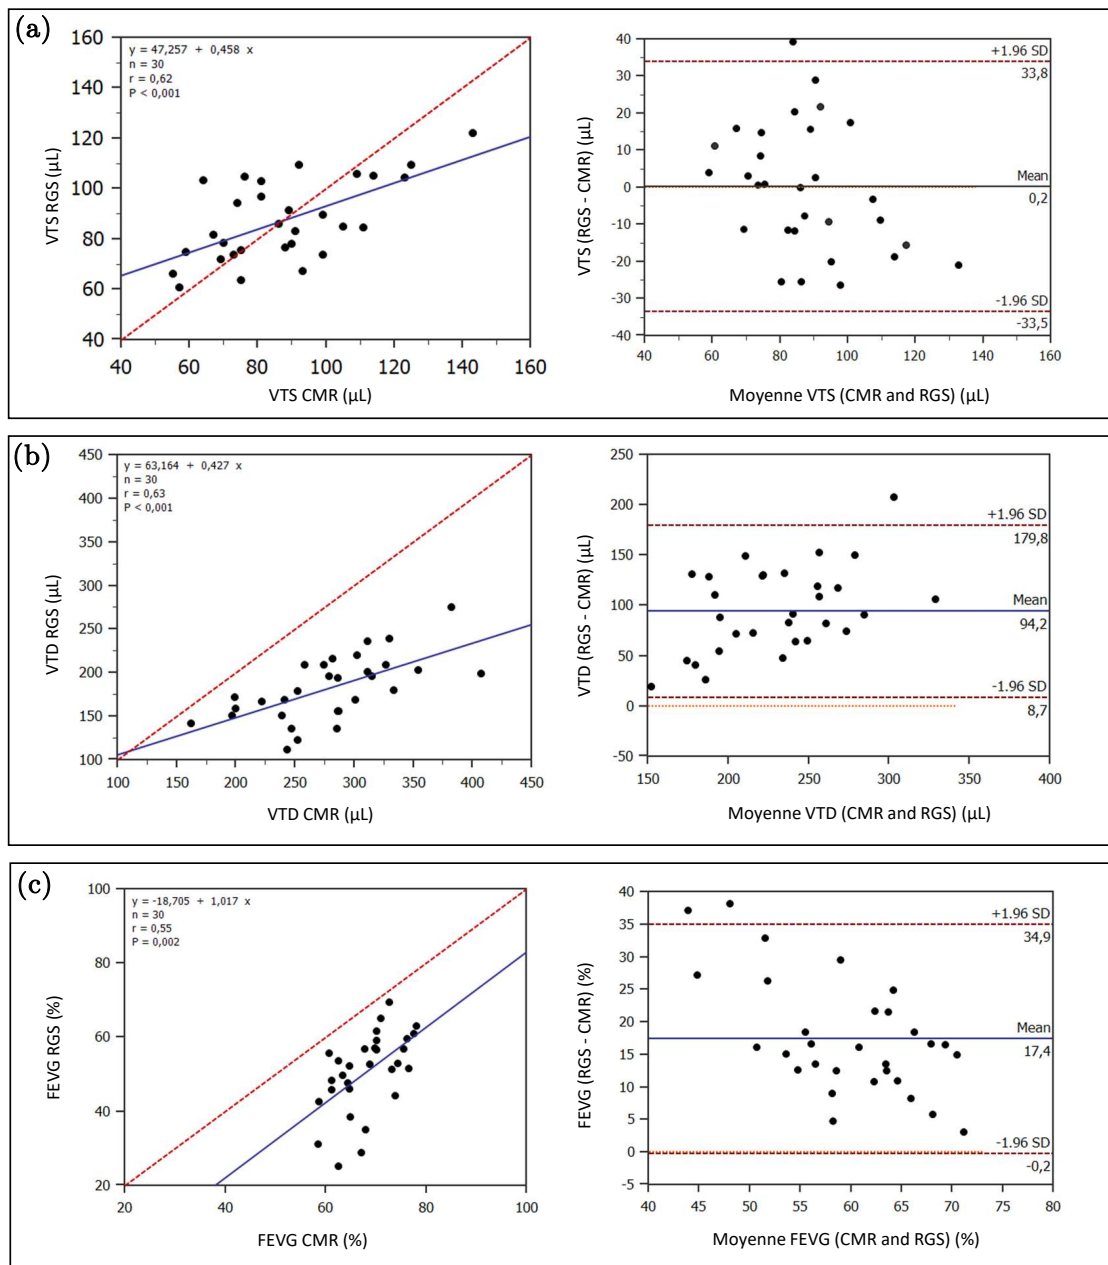 (a)
y = 47,257 + 0,458 x
n = 30
r = 0,62
P < 0,001
160
140
120
100
80
60
40
40 60 80 100 120 140 160
VTS RGS (µL)
VTS CMR (µL)
40
30
20
10
0
-10
-20
-30
-40
40 60 80 100 120 140 160
VTS (RGS - CMR) (µL)
Moyenne VTS (CMR and RGS) (µL)
+1.96 SD
33,8
Mean
0,2
-1.96 SD
-33,5
(b)
y = 63,164 + 0,427 x
n = 30
r = 0,63
P < 0,001
450
400
350
300
250
200
150
100
100 150 200 250 300 350 400 450
VTD RGS (µL)
VTD CMR (µL)
250
200
150
100
50
0
-50
150 200 250 300 350 400
VTD (RGS - CMR) (µL)
Moyenne VTD (CMR and RGS) (µL)
+1.96 SD
179,8
Mean
94,2
-1.96 SD
8,7
(c)
y = -18,705 + 1,017 x
n = 30
r = 0,55
P = 0,002
100
80
60
40
20
20 40 60 80 100
FEVG RGS (%)
FEVG CMR (%)
40
35
30
25
20
15
10
5
0
-5
40 45 50 55 60 65 70 75 80
FEVG (RGS - CMR) (%)
Moyenne FEVG (CMR and RGS) (%)
+1.96 SD
34,9
Mean
17,4
-1.96 SD
-0,2